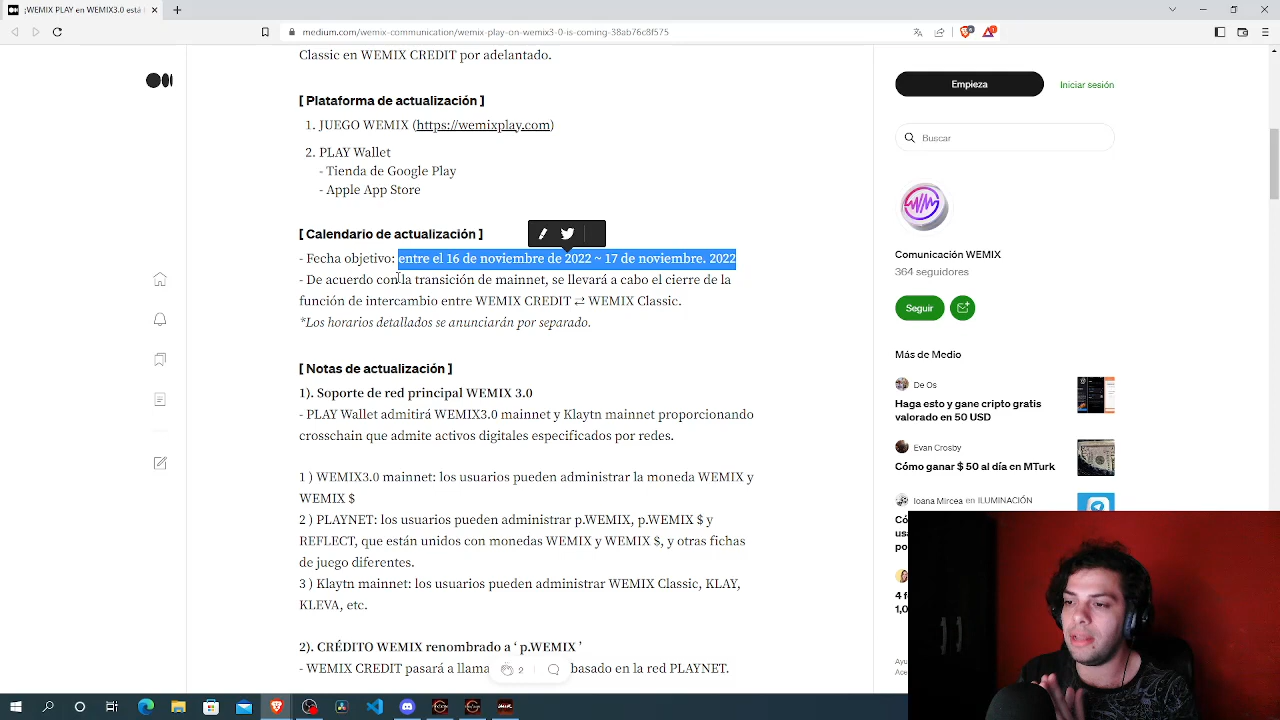 ¡WEMIX PLAY en WEMIX3.0 está
medium.com/wemix-communication/wemix-play-on-wemix3-0-is-coming-38ab76c8f575
Classic en WEMIX CREDIT por adelantado.
[ Plataforma de actualización ]
1. JUEGO WEMIX (https://wemixplay.com)
2. PLAY Wallet
- Tienda de Google Play
- Apple App Store
[ Calendario de actualización ]
- Fecha objetivo: entre el 16 de noviembre de 2022 ~ 17 de noviembre. 2022
- De acuerdo con la transición de mainnet, se llevará a cabo el cierre de la
función de intercambio entre WEMIX CREDIT ⇄ WEMIX Classic.
*Los horarios detallados se anunciarán por separado.
[ Notas de actualización ]
1). Soporte de red principal WEMIX 3.0
- PLAY Wallet admitirá WEMIX3.0 mainnet y Klaytn mainnet proporcionando
crosschain que admite activos digitales especificados por redes.
1 ) WEMIX3.0 mainnet: los usuarios pueden administrar la moneda WEMIX y
WEMIX $
2 ) PLAYNET: los usuarios pueden administrar p.WEMIX, p.WEMIX $ y
REFLECT, que están unidos con monedas WEMIX y WEMIX $, y otras fichas
de juego diferentes.
3 ) Klaytn mainnet: los usuarios pueden administrar WEMIX Classic, KLAY,
KLEVA, etc.
2). CRÉDITO WEMIX renombrado a ‘ p.WEMIX ’
- WEMIX CREDIT pasará a llama
2
basado en la red PLAYNET.
Empieza
Iniciar sesión
Buscar
Comunicación WEMIX
364 seguidores
Seguir
Más de Medio
De Os
Haga esto y gane cripto gratis
valorado en 50 USD
Evan Crosby
Cómo ganar $ 50 al día en MTurk
Ioana Mircea en ILUMINACIÓN